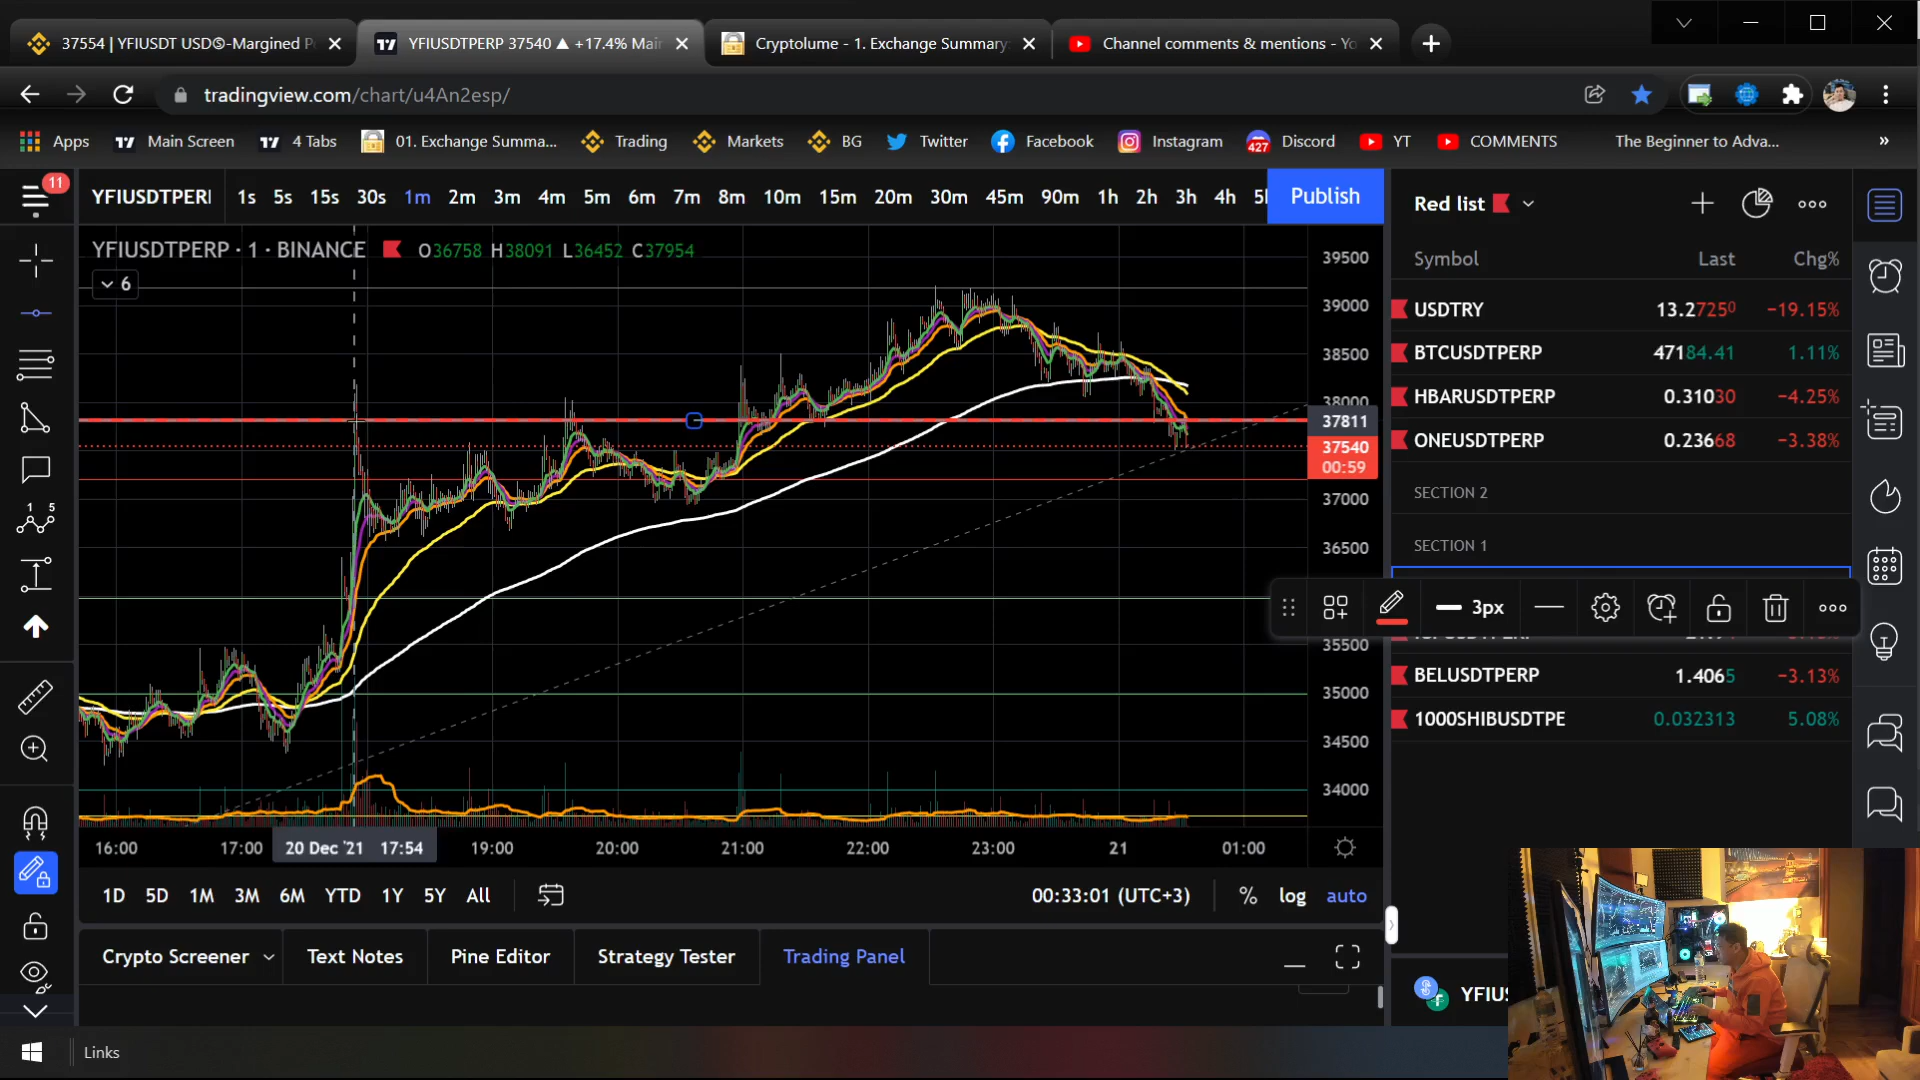 37554 | YFIUSDT USDⓈ-Margined P
YFIUSDTPERP 37540 ▲ +17.4% Main
Cryptolume - 1. Exchange Summary:
Channel comments & mentions - Yo
tradingview.com/chart/u4An2esp/
Apps
Main Screen
4 Tabs
01. Exchange Summa...
Trading
Markets
BG
Twitter
Facebook
Instagram
427
Discord
YT
COMMENTS
The Beginner to Adva...
»
11
YFIUSDTPERI
1s 5s 15s 30s 1m 2m 3m 4m 5m 6m 7m 8m 10m 15m 20m 30m 45m 90m 1h 2h 3h 4h 5l
Publish
Red list
YFIUSDTPERP · 1 · BINANCE
O36758 H38091 L36452 C37954
6
Symbol Last Chg%
USDTRY 13.27250 −19.15%
BTCUSDTPERP 47184.41 1.11%
HBARUSDTPERP 0.31030 −4.25%
ONEUSDTPERP 0.23668 −3.38%
SECTION 2
SECTION 1
3px
BELUSDTPERP 1.4065 −3.13%
1000SHIBUSDTPE 0.032313 5.08%
39500
39000
38500
38000
37811
37540
00:59
37000
36500
35500
35000
34500
34000
1 5
16:00 17:00 20 Dec '21 17:54 19:00 20:00 21:00 22:00 23:00 21 01:00
1D 5D 1M 3M 6M YTD 1Y 5Y All
00:33:01 (UTC+3) % log auto
Crypto Screener
Text Notes
Pine Editor
Strategy Tester
Trading Panel
YFIUS
Links